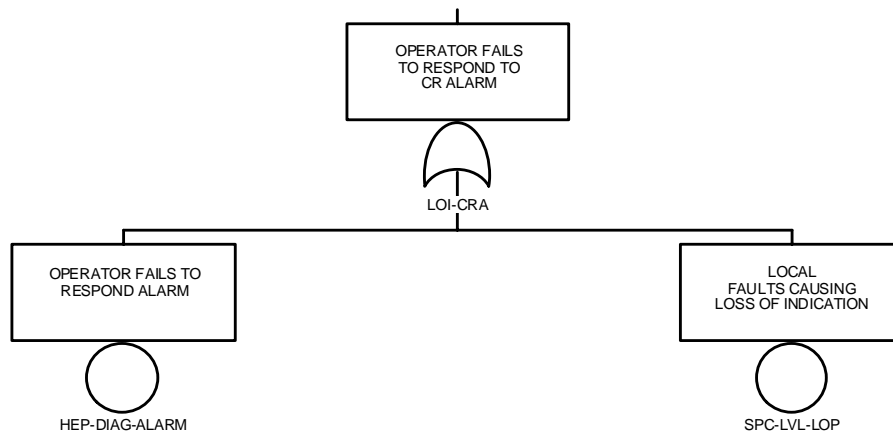 OPERATOR FAILS
TO RESPOND TO
CR ALARM
LOI-CRA
OPERATOR FAILS TO
RESPOND ALARM
HEP-DIAG-ALARM
LOCAL
FAULTS CAUSING
LOSS OF INDICATION
SPC-LVL-LOP